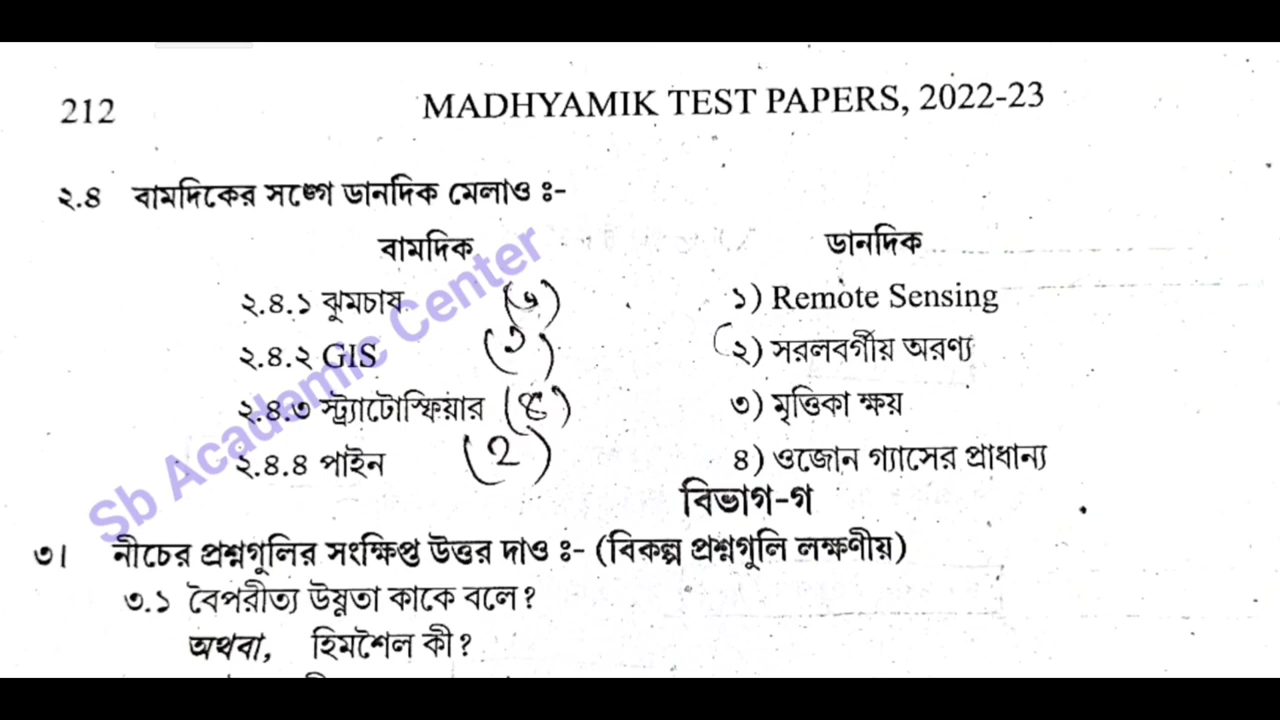 212 MADHYAMIK TEST PAPERS, 2022-23
২.৪ বামদিকের সঙ্গে ডানদিক মেলাও ঃ-
বামদিক ডানদিক
২.৪.১ ঝুমচাষ (৩) ১) Remote Sensing
২.৪.২ GIS (১) ২) সরলবর্গীয় অরণ্য
২.৪.৩ স্ট্র্যাটোস্ফিয়ার (৪) ৩) মৃত্তিকা ক্ষয়
২.৪.৪ পাইন (2) ৪) ওজোন গ্যাসের প্রাধান্য
বিভাগ-গ
৩। নীচের প্রশ্নগুলির সংক্ষিপ্ত উত্তর দাও ঃ- (বিকল্প প্রশ্নগুলি লক্ষণীয়)
৩.১ বৈপরীত্য উষ্ণতা কাকে বলে?
অথবা, হিমশৈল কী?
Sb Academic Center